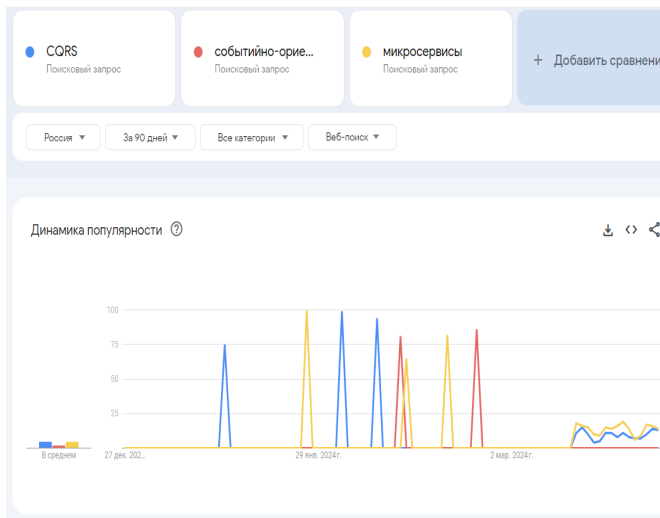 CQRS
Поисковый запрос
событийно-орие...
Поисковый запрос
микросервисы
Поисковый запрос
+ Добавить сравнени
Россия
За 90 дней
Все категории
Веб-поиск
Динамика популярности ?
100
75
50
25
В среднем
27 дек. 202...
29 янв. 2024 г.
2 мар. 2024 г.